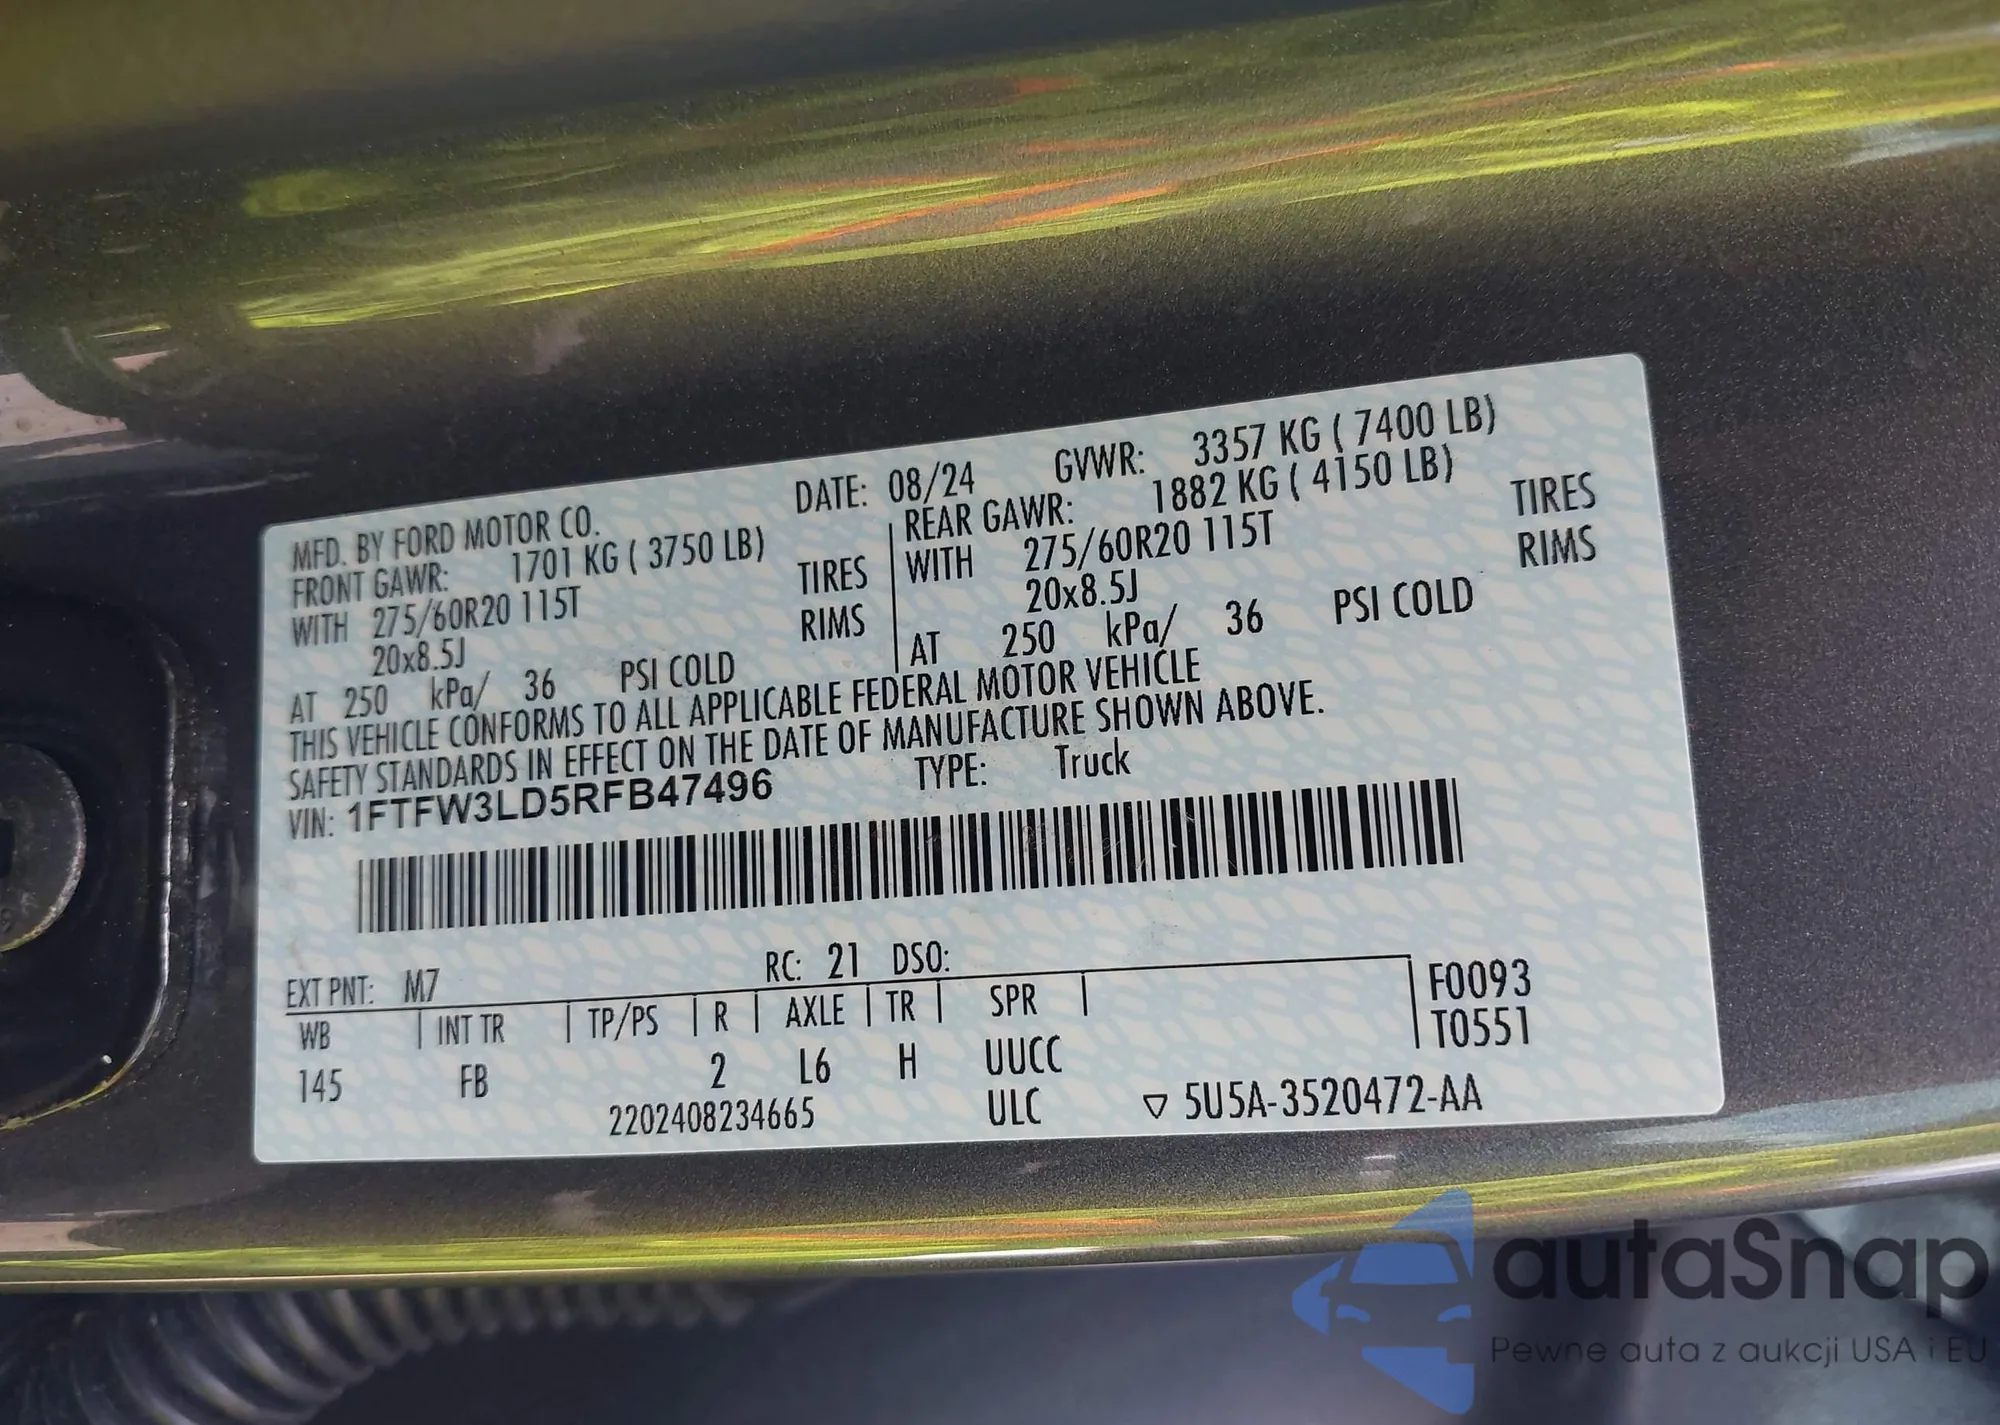 MFD. BY FORD MOTOR CO. DATE: 08/24 GVWR: 3357 KG ( 7400 LB)
FRONT GAWR: 1701 KG ( 3750 LB)
WITH 275/60R20 115T TIRES
20x8.5J RIMS
AT 250 kPa/ 36 PSI COLD
REAR GAWR: 1882 KG ( 4150 LB)
WITH 275/60R20 115T TIRES
20x8.5J RIMS
AT 250 kPa/ 36 PSI COLD
THIS VEHICLE CONFORMS TO ALL APPLICABLE FEDERAL MOTOR VEHICLE
SAFETY STANDARDS IN EFFECT ON THE DATE OF MANUFACTURE SHOWN ABOVE.
VIN: 1FTFW3LD5RFB47496 TYPE: Truck
EXT PNT: M7 RC: 21 DSO:
WB INT TR TP/PS R AXLE TR SPR F0093
T0551
145 FB 2 L6 H UUCC
2202408234665 ULC ▽ 5U5A-3520472-AA
autaSnap
Pewne auta z aukcji USA i EU